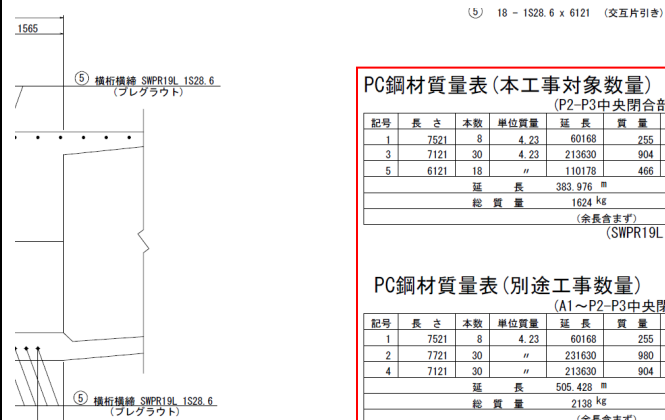 ⑤ 18 - 1S28.6 x 6121 (交互片引き)
1565
⑤ 横桁横締 SWPR19L 1S28.6
(プレグラウト)
PC鋼材質量表(本工事対象数量)
(P2-P3中央閉合部
記号 長さ 本数 単位質量 延長 質量
1 7521 8 4.23 60168 255
3 7121 30 4.23 213630 904
5 6121 18 〃 110178 466
延長 383.976 m
総質量 1624 kg
(余長含まず)
(SWPR19L
PC鋼材質量表(別途工事数量)
(A1～P2-P3中央閉
記号 長さ 本数 単位質量 延長 質量
1 7521 8 4.23 60168 255
2 7721 30 〃 231630 980
4 7121 30 〃 213630 904
延長 505.428 m
総質量 2138 kg
(余長含まず)
⑤ 横桁横締 SWPR19L 1S28.6
(プレグラウト)